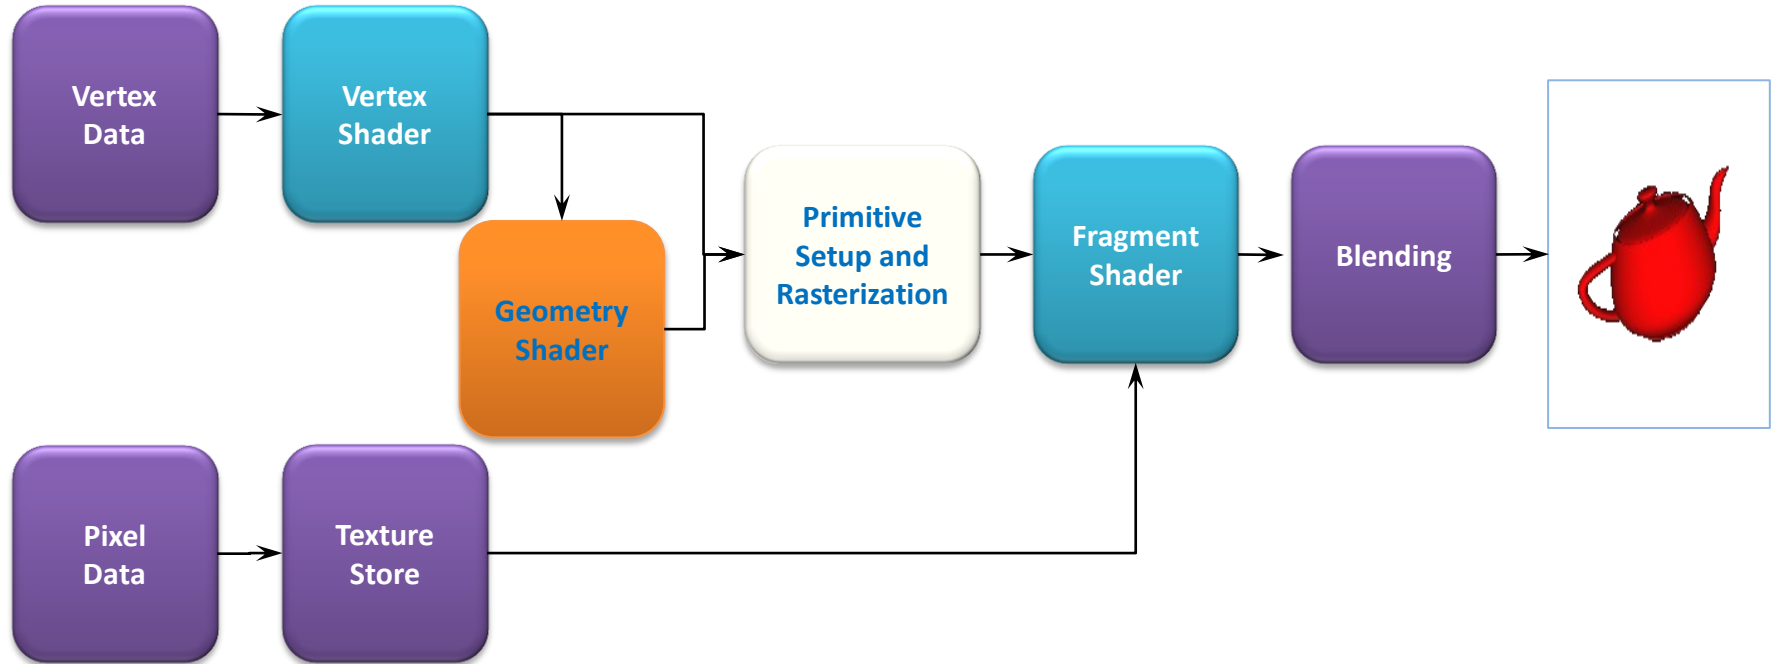 Vertex
Data
Vertex
Shader
Geometry
Shader
Primitive
Setup and
Rasterization
Fragment
Shader
Blending
Pixel
Data
Texture
Store